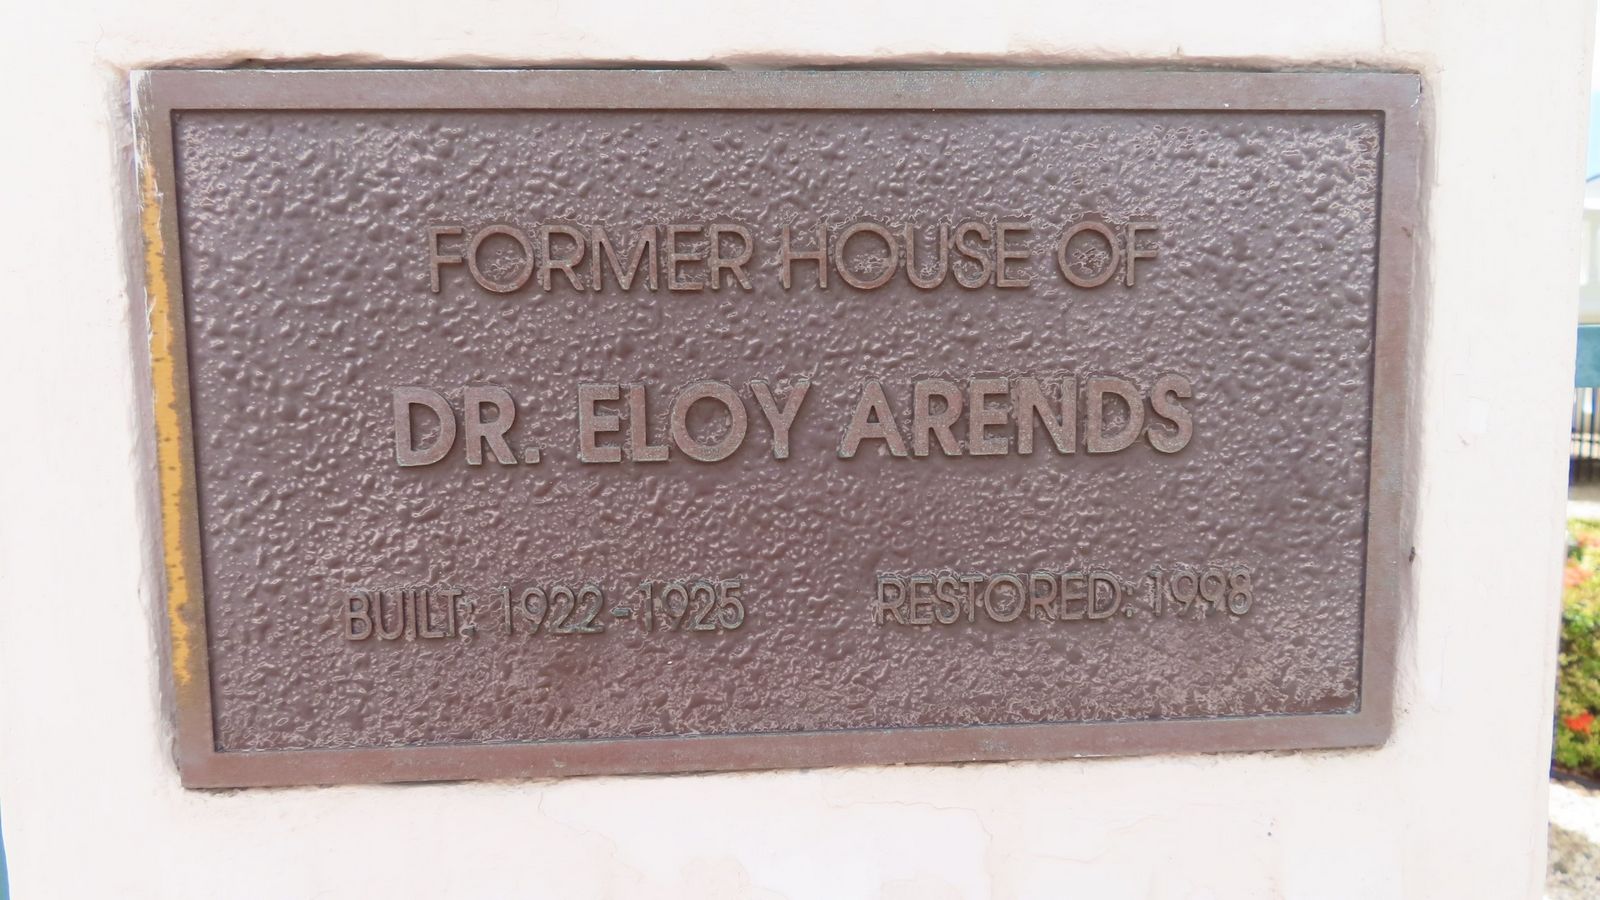 FORMER HOUSE OF
DR. ELOY ARENDS
BUILT: 1922-1925 RESTORED: 1998